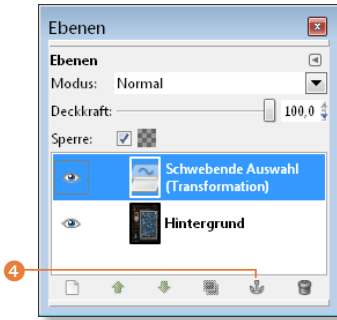 Ebenen
Ebenen
Modus: Normal
Deckkraft: 100,0
Sperre:
Schwebende Auswahl
(Transformation)
Hintergrund
4